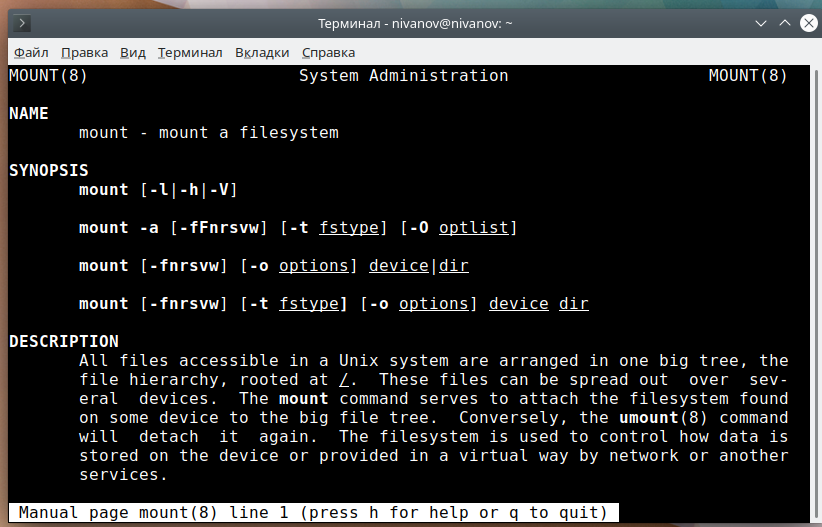 Терминал - nivanov@nivanov: ~
Файл Правка Вид Терминал Вкладки Справка
MOUNT(8) System Administration MOUNT(8)
NAME
mount - mount a filesystem
SYNOPSIS
mount [-l|-h|-V]
mount -a [-fFnrsvw] [-t fstype] [-O optlist]
mount [-fnrsvw] [-o options] device|dir
mount [-fnrsvw] [-t fstype] [-o options] device dir
DESCRIPTION
All files accessible in a Unix system are arranged in one big tree, the
file hierarchy, rooted at /. These files can be spread out over sev-
eral devices. The mount command serves to attach the filesystem found
on some device to the big file tree. Conversely, the umount(8) command
will detach it again. The filesystem is used to control how data is
stored on the device or provided in a virtual way by network or another
services.
Manual page mount(8) line 1 (press h for help or q to quit)